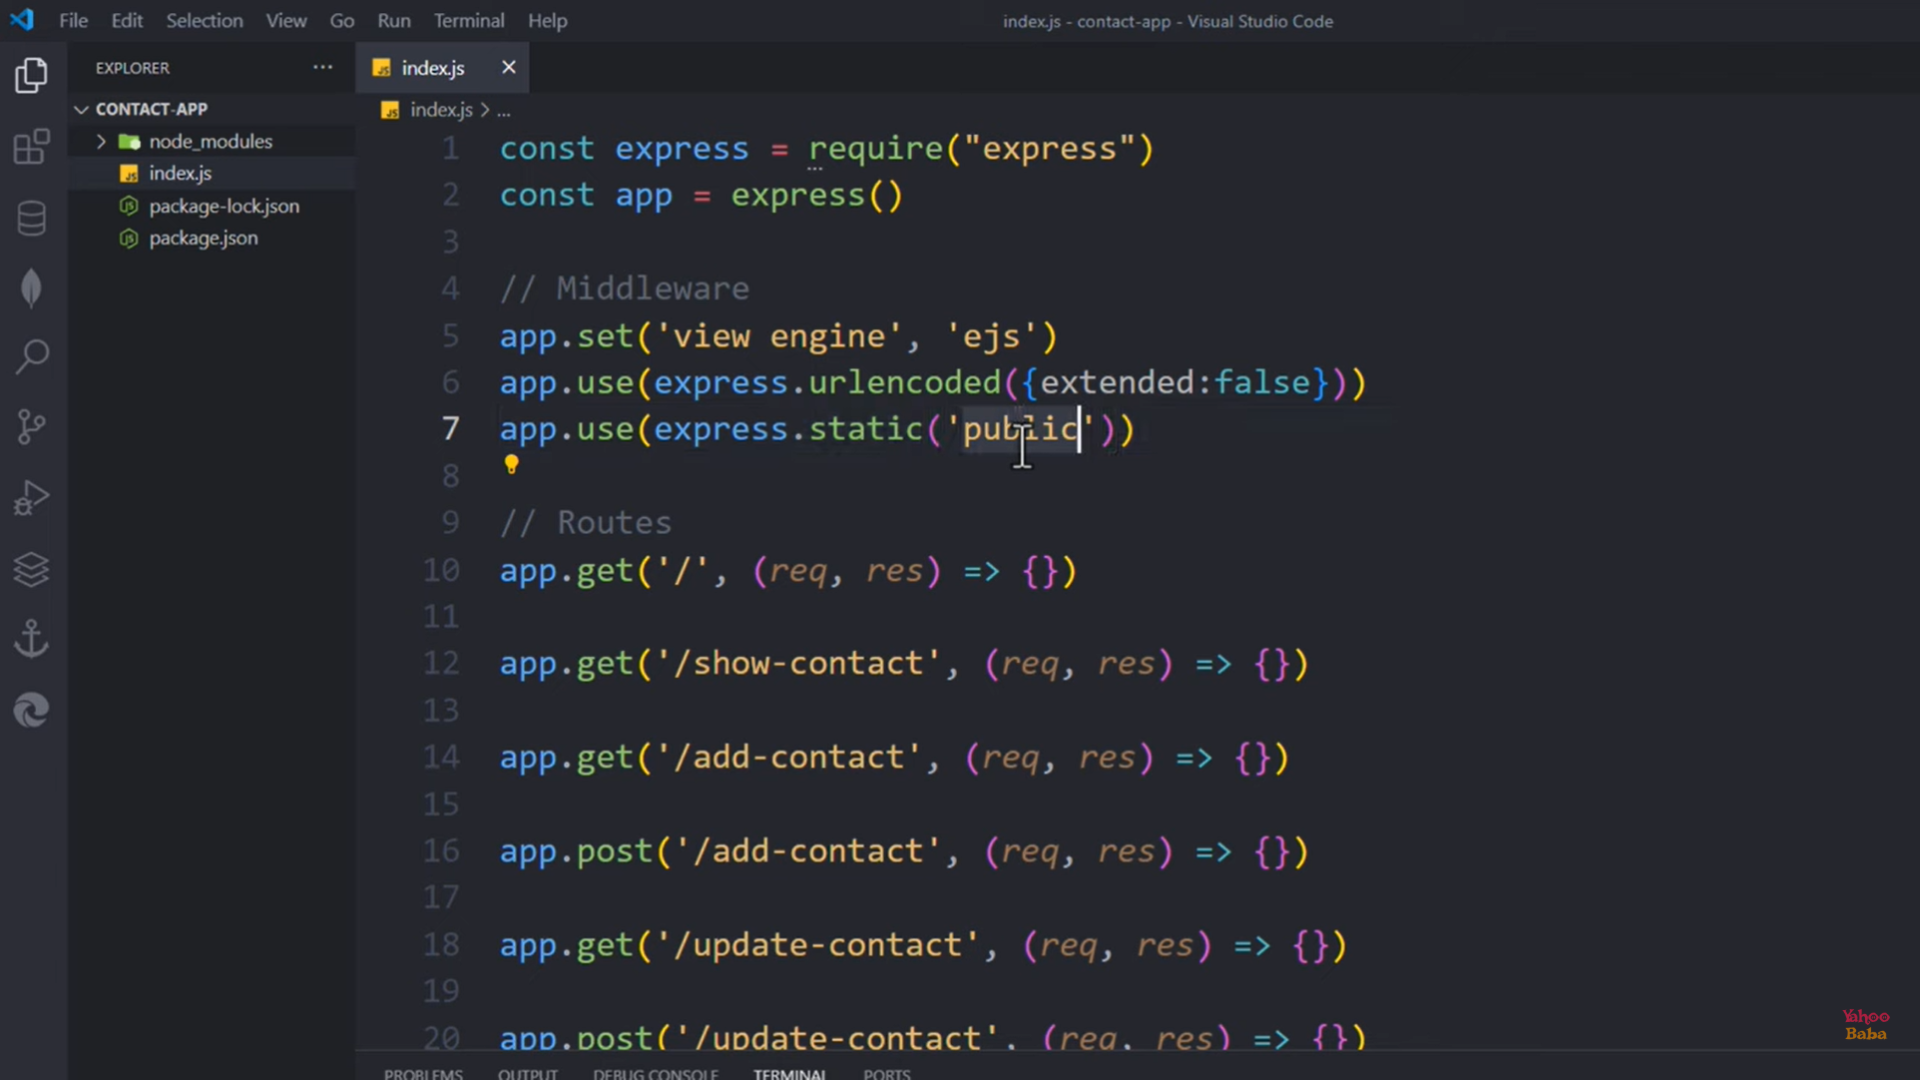 File Edit Selection View Go Run Terminal Help
index.js - contact-app - Visual Studio Code
EXPLORER
CONTACT-APP
node_modules
index.js
package-lock.json
package.json
index.js
index.js > ...
1 const express = require("express")
2 const app = express()
3
4 // Middleware
5 app.set('view engine', 'ejs')
6 app.use(express.urlencoded({extended:false}))
7 app.use(express.static('public'))
8
9 // Routes
10 app.get('/', (req, res) => {})
11
12 app.get('/show-contact', (req, res) => {})
13
14 app.get('/add-contact', (req, res) => {})
15
16 app.post('/add-contact', (req, res) => {})
17
18 app.get('/update-contact', (req, res) => {})
19
20 app.post('/update-contact', (req, res) => {})
PROBLEMS OUTPUT DEBUG CONSOLE TERMINAL PORTS
Yahoo
Baba